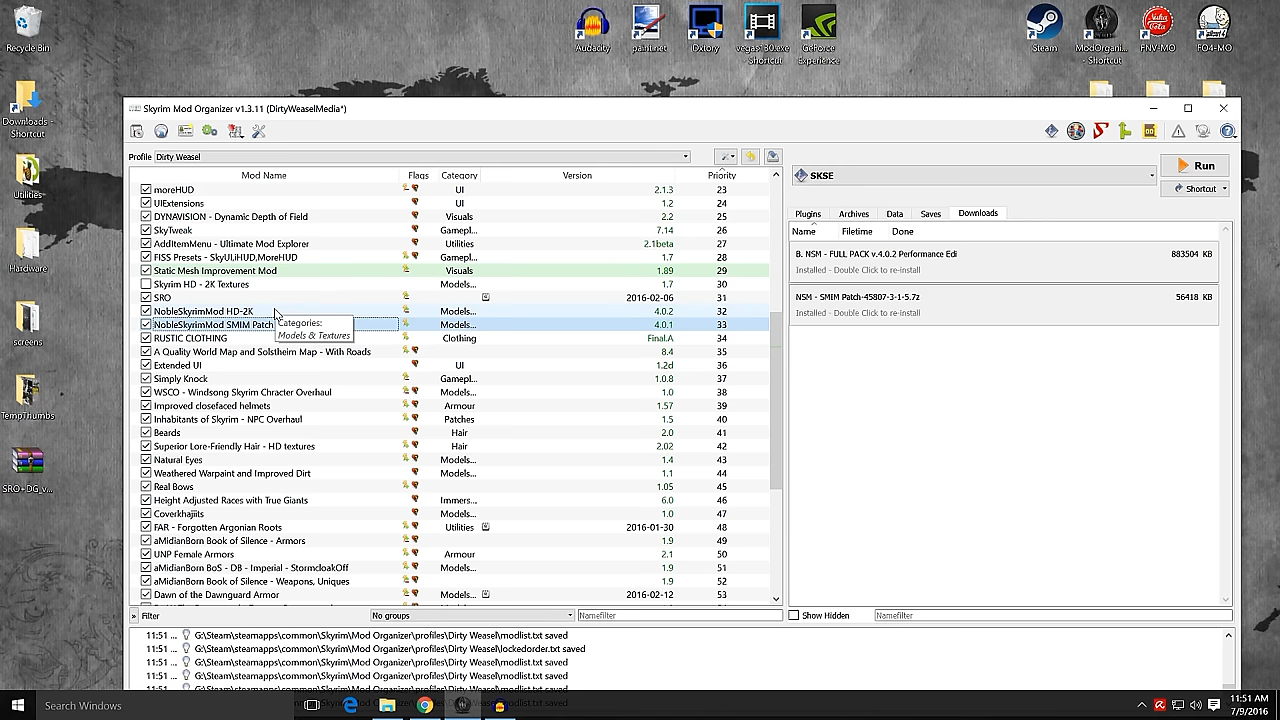 Recycle Bin
Downloads - Shortcut
Utilities
Hardware
screens
TempThumbs
SRO+DG_v...
Audacity
paint.net
Dxtory
vegas130.exe - Shortcut
GeForce Experience
Steam
ModOrgani... - Shortcut
FNV-MO
FO4-MO
Skyrim Mod Organizer v1.3.11 (DirtyWeaselMedia*)
Profile Dirty Weasel
Mod Name Flags Category Version Priority
moreHUD UI 2.1.3 23
UIExtensions UI 1.2 24
DYNAVISION - Dynamic Depth of Field Visuals 2.2 25
SkyTweak Gamepl... 7.14 26
AddItemMenu - Ultimate Mod Explorer Utilities 2.1beta 27
FISS Presets - SkyUI,iHUD,MoreHUD Gamepl... 1.7 28
Static Mesh Improvement Mod Visuals 1.89 29
Skyrim HD - 2K Textures Models... 1.7 30
SRO 2016-02-06 31
NobleSkyrimMod HD-2K Models... 4.0.2 32
NobleSkyrimMod SMIM Patch Models... 4.0.1 33
Categories:
Models & Textures
RUSTIC CLOTHING Clothing Final.A 34
A Quality World Map and Solstheim Map - With Roads 8.4 35
Extended UI UI 1.2d 36
Simply Knock Gamepl... 1.0.8 37
WSCO - Windsong Skyrim Chracter Overhaul Models... 1.0 38
Improved closefaced helmets Armour 1.57 39
Inhabitants of Skyrim - NPC Overhaul Patches 1.5 40
Beards Hair 2.0 41
Superior Lore-Friendly Hair - HD textures Hair 2.02 42
Natural Eyes Models... 1.4 43
Weathered Warpaint and Improved Dirt Models... 1.1 44
Real Bows 1.05 45
Height Adjusted Races with True Giants Immers... 6.0 46
Coverkhajiits Models... 1.0 47
FAR - Forgotten Argonian Roots Utilities 2016-01-30 48
aMidianBorn Book of Silence - Armors 1.9 49
UNP Female Armors Armour 2.1 50
aMidianBorn BoS - DB - Imperial - StormcloakOff Models... 1.9 51
aMidianBorn Book of Silence - Weapons, Uniques 1.9 52
Dawn of the Dawnguard Armor Models... 2016-02-12 53
» Filter No groups Namefilter
SKSE
Run
Shortcut
Plugins Archives Data Saves Downloads
Name Filetime Done
B. NSM - FULL PACK v.4.0.2 Performance Edi 883504 KB
Installed - Double Click to re-install
NSM - SMIM Patch-45807-3-1-5.7z 56418 KB
Installed - Double Click to re-install
Show Hidden Namefilter
11:51 ... G:\Steam\steamapps\common\Skyrim\Mod Organizer\profiles\Dirty Weasel\modlist.txt saved
11:51 ... G:\Steam\steamapps\common\Skyrim\Mod Organizer\profiles\Dirty Weasel\lockedorder.txt saved
11:51 ... G:\Steam\steamapps\common\Skyrim\Mod Organizer\profiles\Dirty Weasel\modlist.txt saved
11:51 ... G:\Steam\steamapps\common\Skyrim\Mod Organizer\profiles\Dirty Weasel\modlist.txt saved
11:51 ... G:\Steam\steamapps\common\Skyrim\Mod Organizer\profiles\Dirty Weasel\modlist.txt saved
Search Windows
11:51 AM
7/9/2016